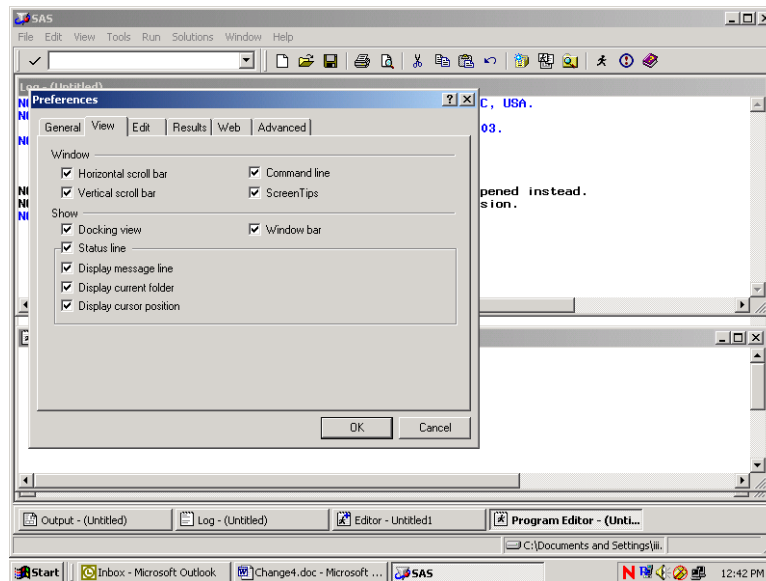 SAS
File Edit View Tools Run Solutions Window Help
Log - (Untitled)
Preferences
C, USA.
03.
pened instead.
sion.
General View Edit Results Web Advanced
Window
Horizontal scroll bar Command line
Vertical scroll bar ScreenTips
Show
Docking view Window bar
Status line
Display message line
Display current folder
Display cursor position
OK Cancel
Output - (Untitled) Log - (Untitled) Editor - Untitled1 Program Editor - (Unti...
C:\Documents and Settings\iii.
Start Inbox - Microsoft Outlook Change4.doc - Microsoft ... SAS 12:42 PM